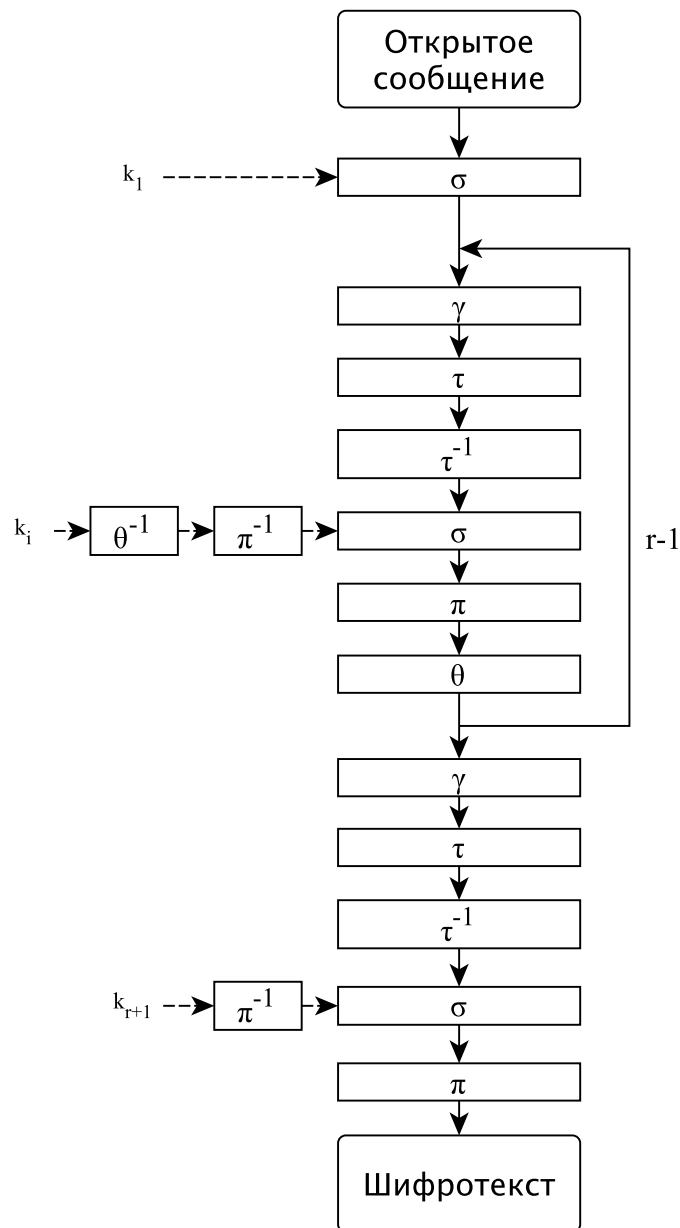 Открытое
сообщение
k₁
σ
γ
τ
τ⁻¹
kᵢ
θ⁻¹
π⁻¹
σ
r-1
π
θ
γ
τ
τ⁻¹
kᵣ₊₁
π⁻¹
σ
π
Шифротекст